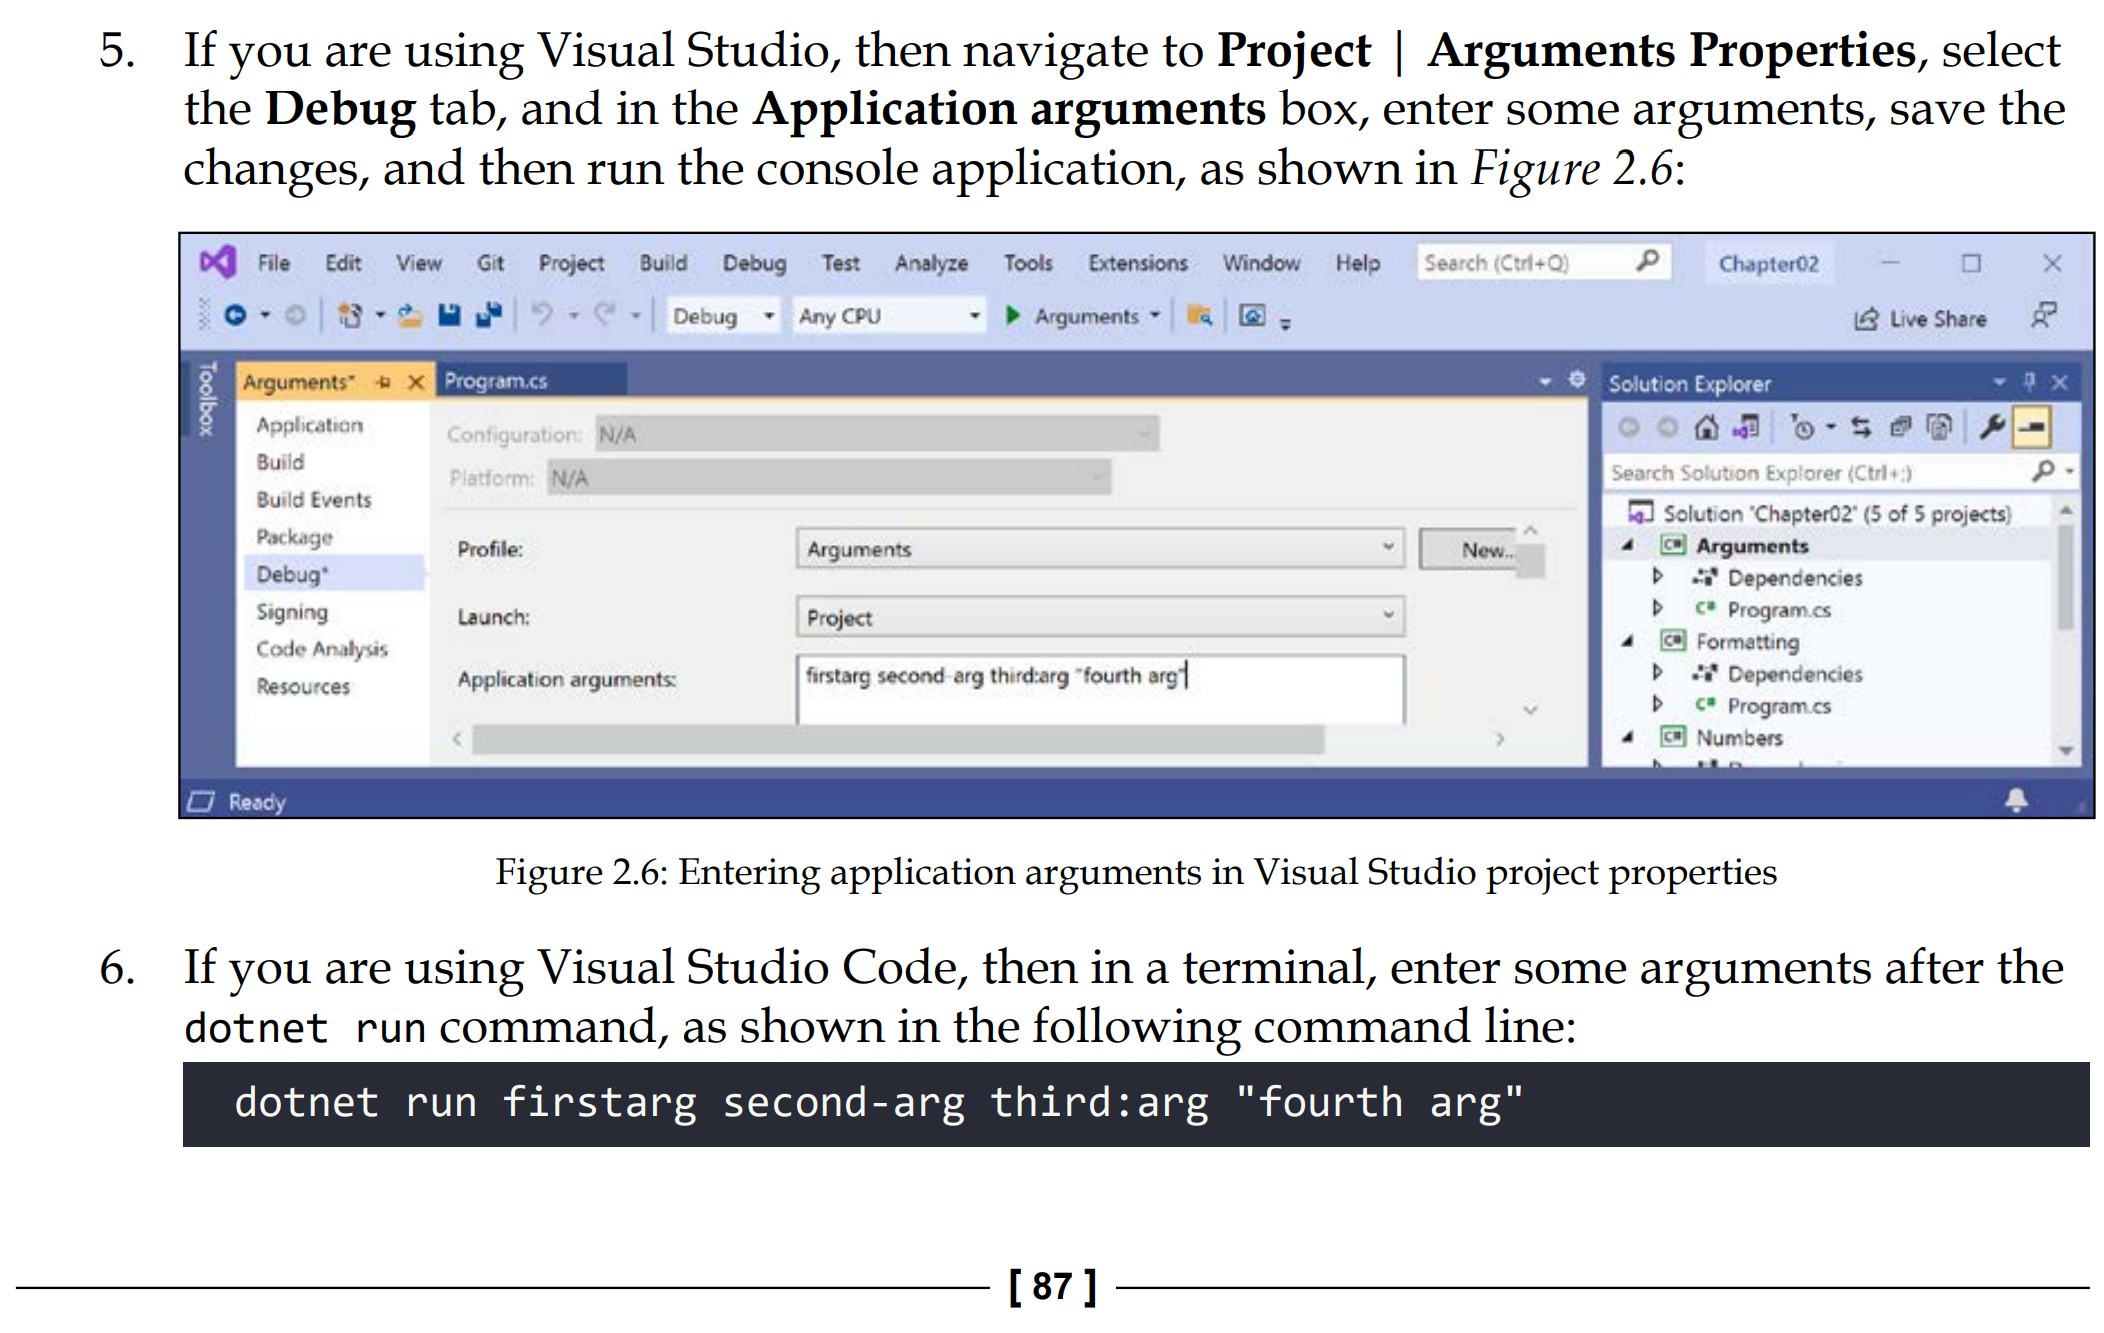 5. If you are using Visual Studio, then navigate to Project | Arguments Properties, select
the Debug tab, and in the Application arguments box, enter some arguments, save the
changes, and then run the console application, as shown in Figure 2.6:
File Edit View Git Project Build Debug Test Analyze Tools Extensions Window Help Search (Ctrl+Q) Chapter02
Debug Any CPU Arguments Live Share
Toolbox
Arguments* Program.cs
Application
Build
Build Events
Package
Debug*
Signing
Code Analysis
Resources
Configuration: N/A
Platform: N/A
Profile: Arguments New...
Launch: Project
Application arguments: firstarg second-arg third:arg "fourth arg"
Solution Explorer
Search Solution Explorer (Ctrl+;)
Solution 'Chapter02' (5 of 5 projects)
C# Arguments
Dependencies
C# Program.cs
C# Formatting
Dependencies
C# Program.cs
C# Numbers
Ready
Figure 2.6: Entering application arguments in Visual Studio project properties
6. If you are using Visual Studio Code, then in a terminal, enter some arguments after the
dotnet run command, as shown in the following command line:
dotnet run firstarg second-arg third:arg "fourth arg"
[ 87 ]